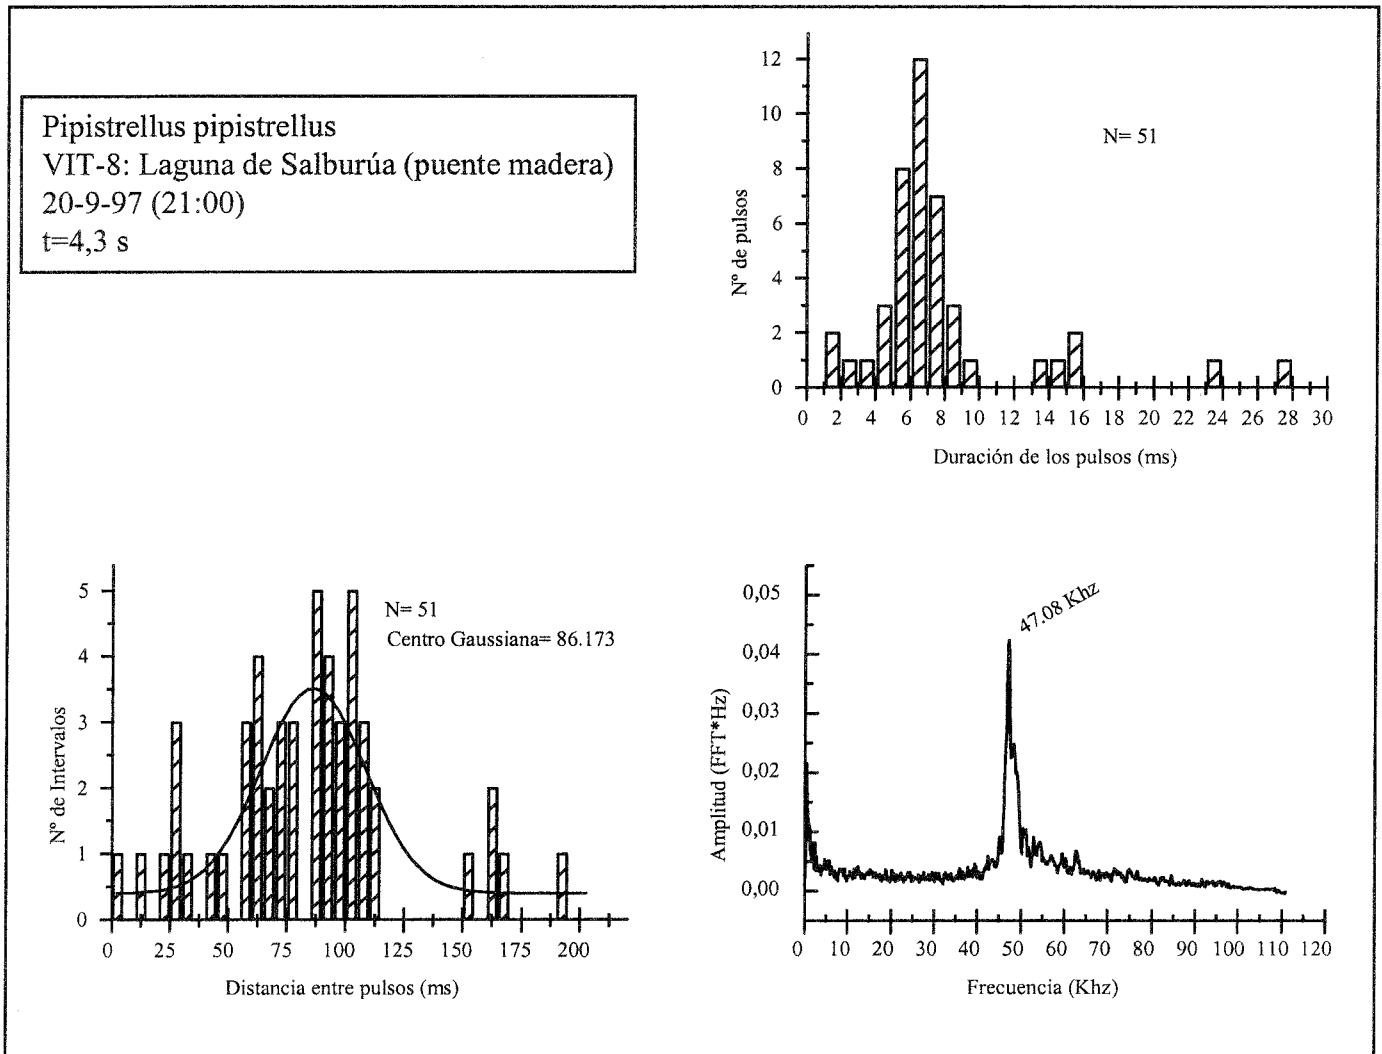 Pipistrellus pipistrellus
VIT-8: Laguna de Salburúa (puente madera)
20-9-97 (21:00)
t=4,3 s
12
10
8
6
4
2
0
Nº de pulsos
N= 51
0 2 4 6 8 10 12 14 16 18 20 22 24 26 28 30
Duración de los pulsos (ms)
5
4
3
2
1
0
Nº de Intervalos
N= 51
Centro Gaussiana= 86.173
0 25 50 75 100 125 150 175 200
Distancia entre pulsos (ms)
0,05
0,04
0,03
0,02
0,01
0,00
Amplitud (FFT*Hz)
47.08 Khz
0 10 20 30 40 50 60 70 80 90 100 110 120
Frecuencia (Khz)